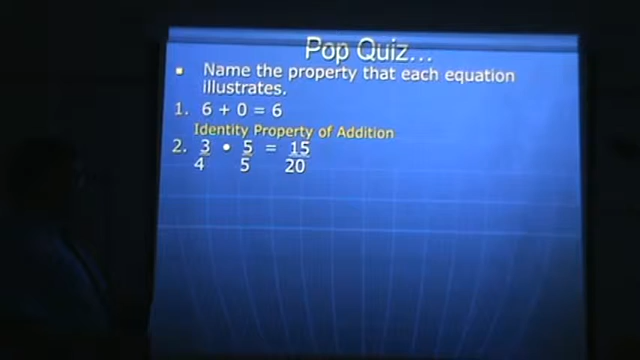 Pop Quiz...
Name the property that each equation
illustrates.
1. 6 + 0 = 6
Identity Property of Addition
2. 3/4 • 5/5 = 15/20